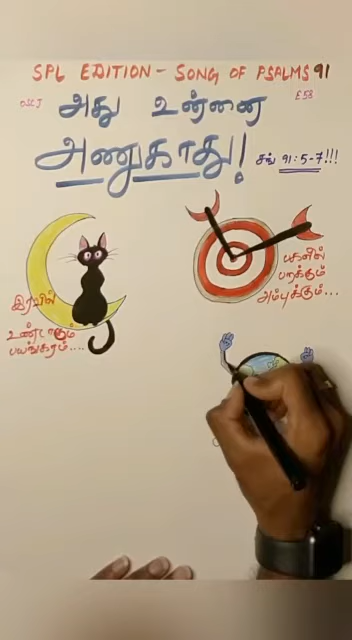 SPL EDITION - SONG OF PSALMS 91
அது உன்னை
E53
அணுகாது!
சங் 91:5-7!!!
இரவில்
உண்டாகும்
பயங்கரம்...
பகலில்
பறக்கும்
அம்புக்கும்...